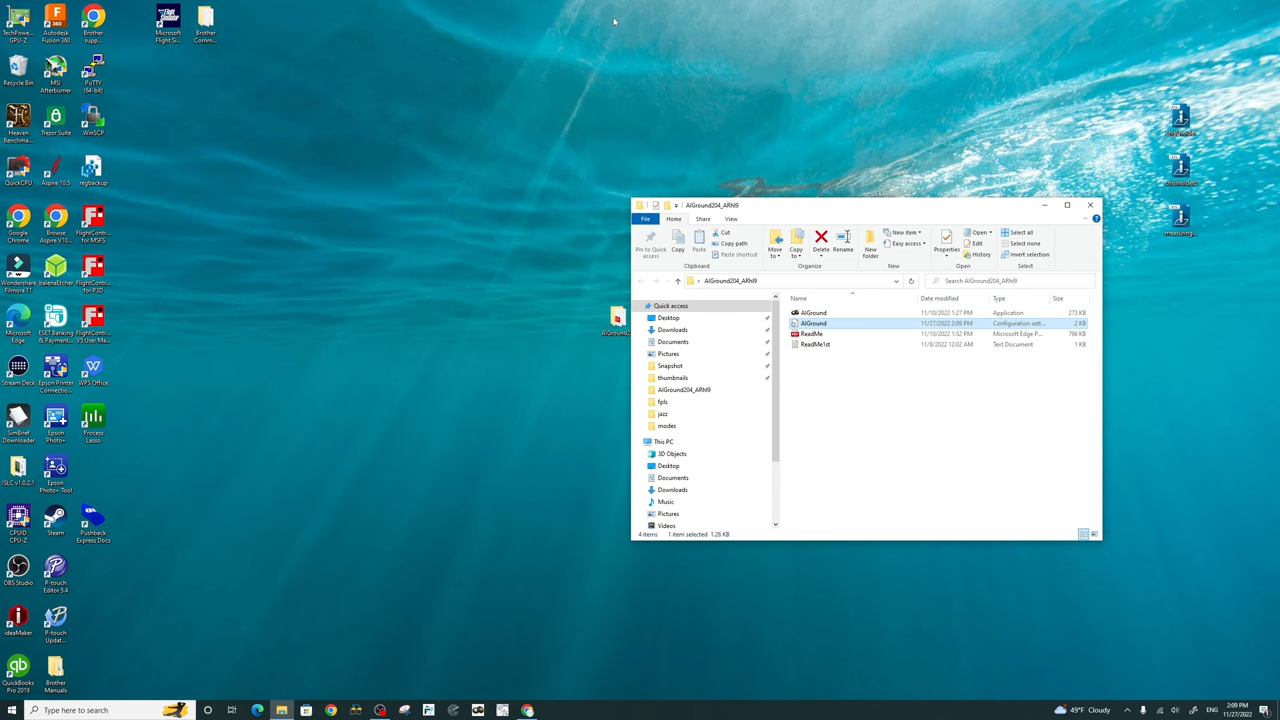 TechPowe...
GPU-Z
Autodesk
Fusion 360
Brother
supp...
Microsoft
Flight Si...
Brother
Comm...
Recycle Bin
MSI
Afterburner
PuTTY
(64-bit)
Heaven
Benchma...
Trezor Suite
WinSCP
QuickCPU
Aspire 10.5
regbackup
Google
Chrome
Browse
Aspire V10...
FlightContr...
for MSFS
Wondershare
Filmora 11
balenaEtcher
FlightContr...
for P3D
Microsoft
Edge
ESET Banking
& Payment...
FlightContr...
V5 User Ma...
Stream Deck
Epson Printer
Connectio...
WPS Office
SimBrief
Downloader
Epson
Photo+
Process
Lasso
ISLC v1.0.2.1
Epson
Photo+ Tool
CPUID
CPU-Z
Steam
Pushback
Express Docs
OBS Studio
P-touch
Editor 5.4
ideaMaker
P-touch
Updat...
QuickBooks
Pro 2019
Brother
Manuals
AIGround2
measuring...
AIGround204_ARhI9
File
Home
Share
View
Pin to Quick
access
Copy
Paste
Cut
Copy path
Paste shortcut
Clipboard
Move
to
Copy
to
Delete
Rename
Organize
New
folder
New item
Easy access
New
Properties
Open
Edit
History
Open
Select all
Select none
Invert selection
Select
AIGround204_ARhI9
Search AIGround204_ARhI9
Quick access
Desktop
Downloads
Documents
Pictures
Snapshot
thumbnails
AIGround204_ARhI9
fpls
jazz
modes
This PC
3D Objects
Desktop
Documents
Downloads
Music
Pictures
Videos
Name Date modified Type Size
AIGround 11/10/2022 1:27 PM Application 273 KB
AIGround 11/27/2022 2:09 PM Configuration sett... 2 KB
ReadMe 11/10/2022 1:52 PM Microsoft Edge P... 796 KB
ReadMe1st 11/8/2022 12:02 AM Text Document 1 KB
4 items 1 item selected 1.26 KB
Type here to search
49°F Cloudy
ENG
2:09 PM
11/27/2022